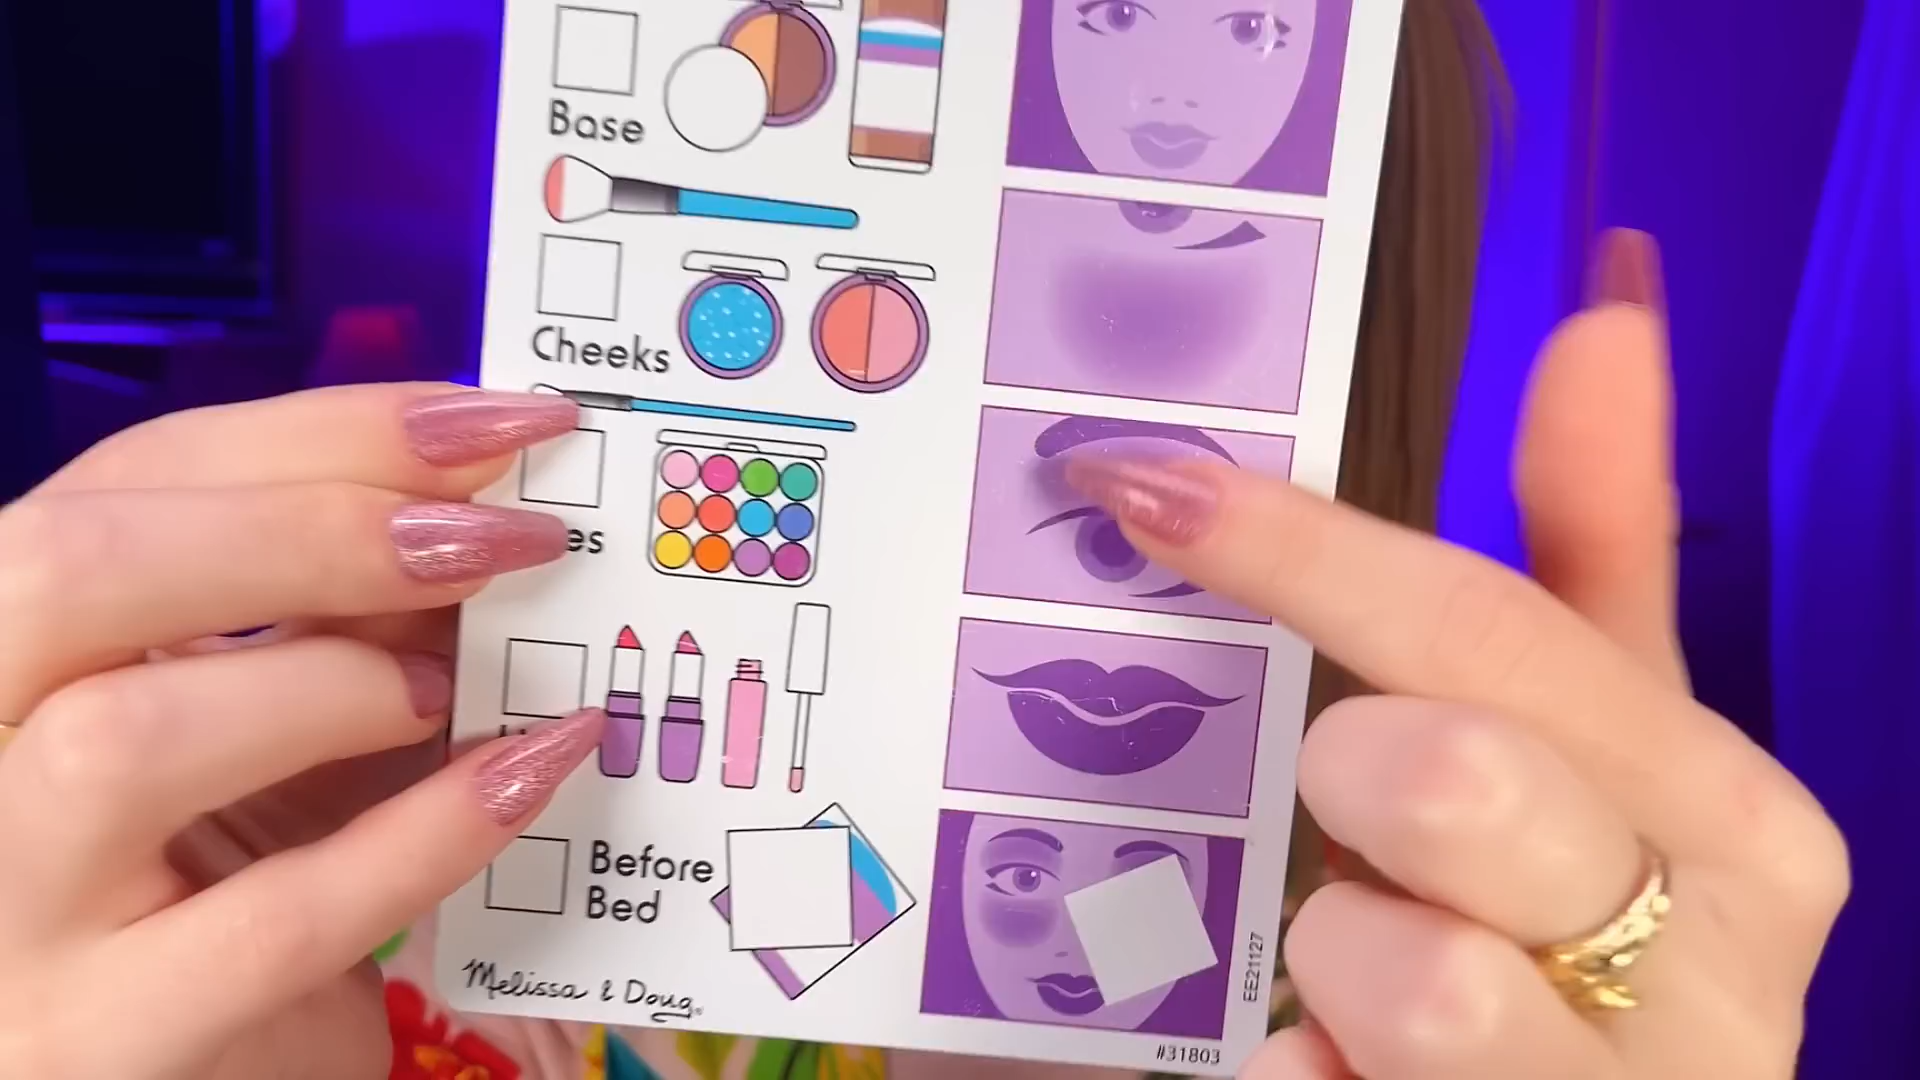 Base
Cheeks
es
Before
Bed
Melissa & Doug
EE21127
#31803